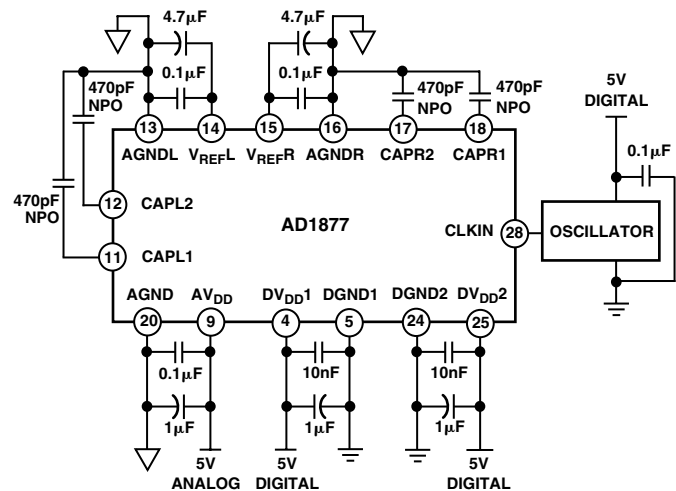 4.7µF
4.7µF
0.1µF
0.1µF
470pF
NPO
470pF
NPO
470pF
NPO
5V
DIGITAL
13
14
15
16
17
18
AGNDL
VREFL
VREFR
AGNDR
CAPR2
CAPR1
0.1µF
470pF
NPO
12
CAPL2
AD1877
CLKIN
28
OSCILLATOR
11
CAPL1
AGND
AVDD
DVDD1
DGND1
DGND2
DVDD2
20
9
4
5
24
25
0.1µF
10nF
10nF
1µF
1µF
1µF
5V
ANALOG
5V
DIGITAL
5V
DIGITAL